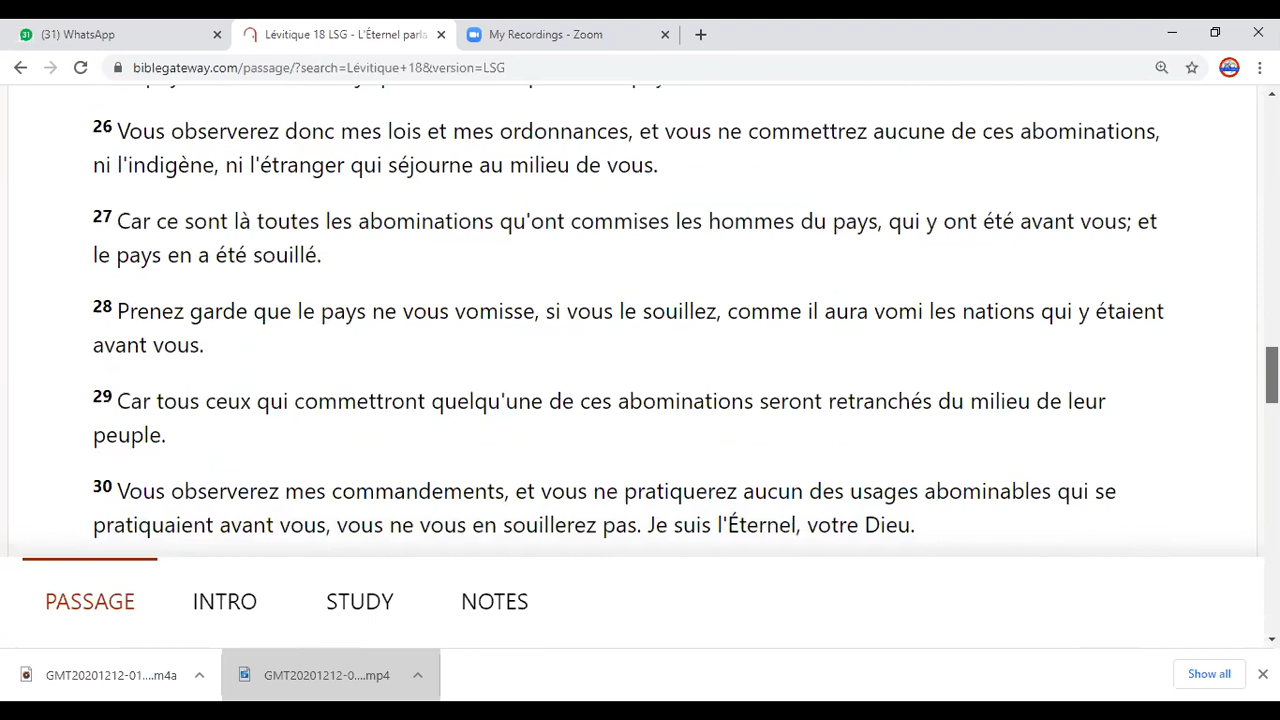 (31) WhatsApp
Lévitique 18 LSG - L'Éternel parla
My Recordings - Zoom
biblegateway.com/passage/?search=Lévitique+18&version=LSG
26 Vous observerez donc mes lois et mes ordonnances, et vous ne commettrez aucune de ces abominations,
ni l'indigène, ni l'étranger qui séjourne au milieu de vous.
27 Car ce sont là toutes les abominations qu'ont commises les hommes du pays, qui y ont été avant vous; et
le pays en a été souillé.
28 Prenez garde que le pays ne vous vomisse, si vous le souillez, comme il aura vomi les nations qui y étaient
avant vous.
29 Car tous ceux qui commettront quelqu'une de ces abominations seront retranchés du milieu de leur
peuple.
30 Vous observerez mes commandements, et vous ne pratiquerez aucun des usages abominables qui se
pratiquaient avant vous, vous ne vous en souillerez pas. Je suis l'Éternel, votre Dieu.
PASSAGE INTRO STUDY NOTES
GMT20201212-01....m4a
GMT20201212-0....mp4
Show all